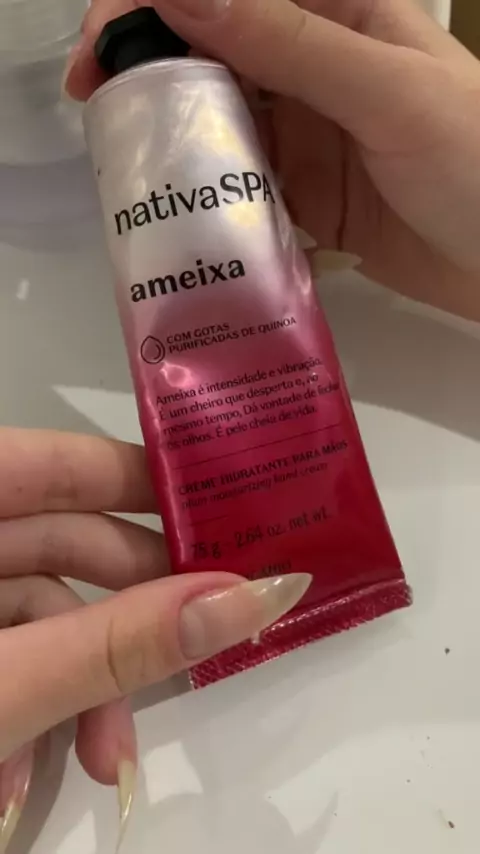 nativaSPA
ameixa
COM GOTAS
PURIFICADAS DE QUINOA
Ameixa é intensidade e vibração.
É um cheiro que desperta e, ao
mesmo tempo, Dá vontade de fechar
os olhos. É pele cheia de vida.
CREME HIDRATANTE PARA MÃOS
plum moisturizing hand cream
75 g 2.64 oz. net wt.